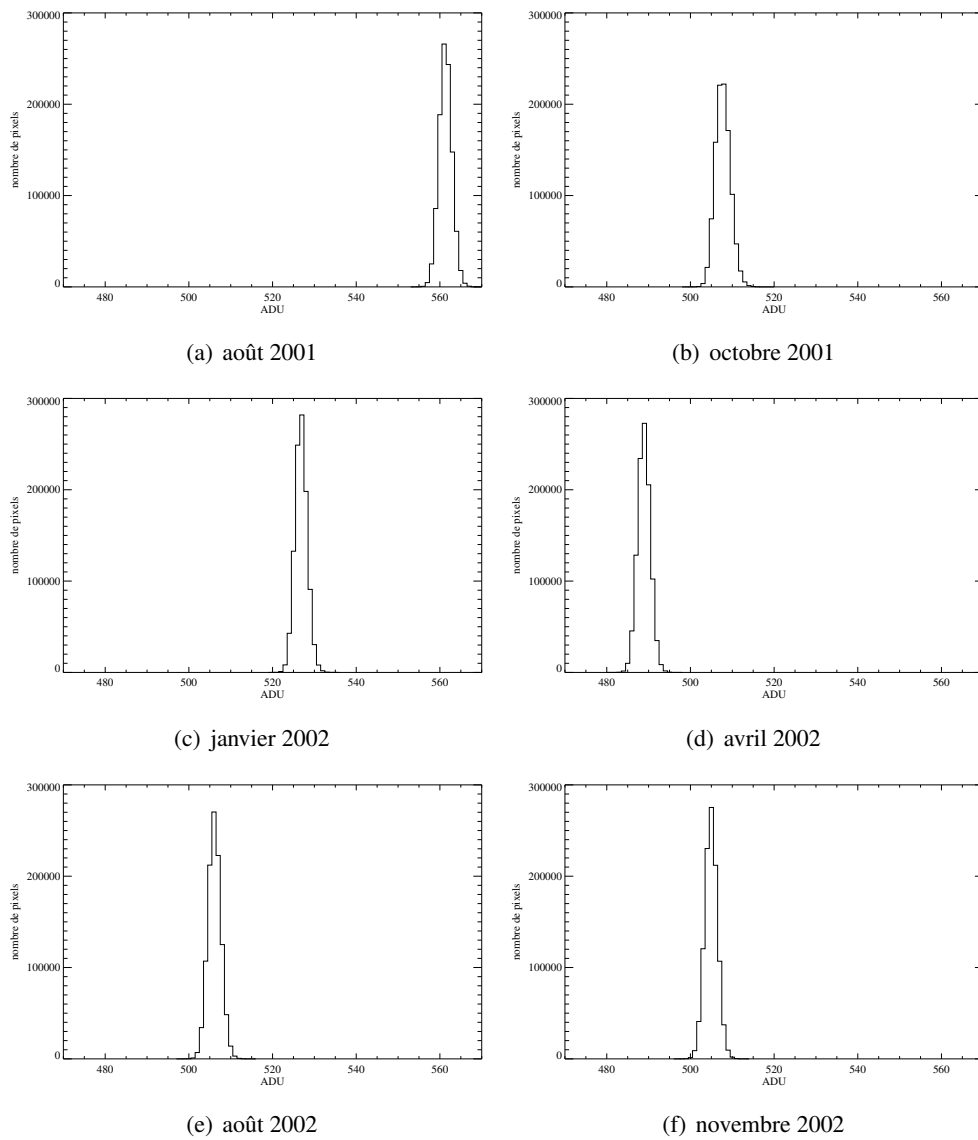 300000
200000
100000
0
nombre de pixels
480 500 520 540 560
ADU
(a) août 2001
300000
200000
100000
0
nombre de pixels
480 500 520 540 560
ADU
(b) octobre 2001
300000
200000
100000
0
nombre de pixels
480 500 520 540 560
ADU
(c) janvier 2002
300000
200000
100000
0
nombre de pixels
480 500 520 540 560
ADU
(d) avril 2002
300000
200000
100000
0
nombre de pixels
480 500 520 540 560
ADU
(e) août 2002
300000
200000
100000
0
nombre de pixels
480 500 520 540 560
ADU
(f) novembre 2002